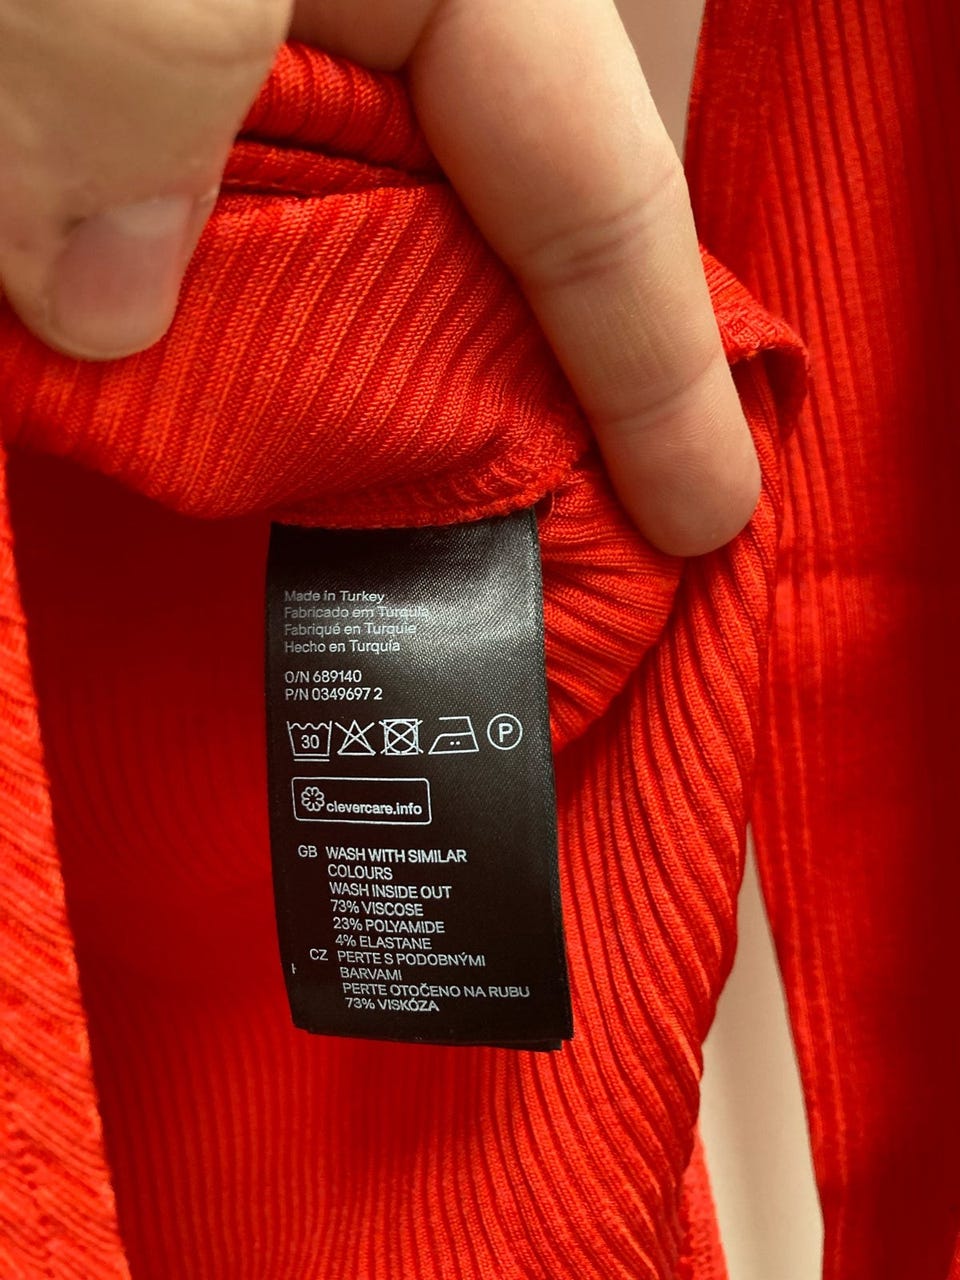 Made in Turkey
Fabricado em Turquia
Fabriqué en Turquie
Hecho en Turquía
O/N 689140
P/N 0349697 2
30 P
clevercare.info
GB WASH WITH SIMILAR
COLOURS
WASH INSIDE OUT
73% VISCOSE
23% POLYAMIDE
4% ELASTANE
CZ PERTE S PODOBNÝMI
BARVAMI
PERTE OTOČENO NA RUBU
73% VISKÓZA